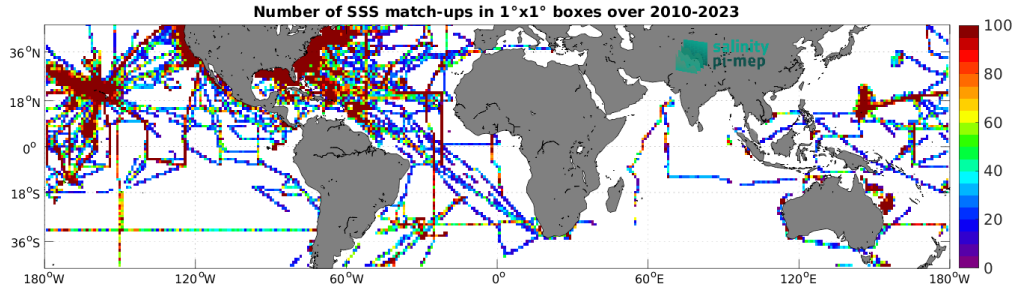 Number of SSS match-ups in 1°x1° boxes over 2010-2023
36°N
18°N
0°
18°S
36°S
180°W
120°W
60°W
0°
60°E
120°E
180°W
salinity
pi-mep
100
80
60
40
20
0